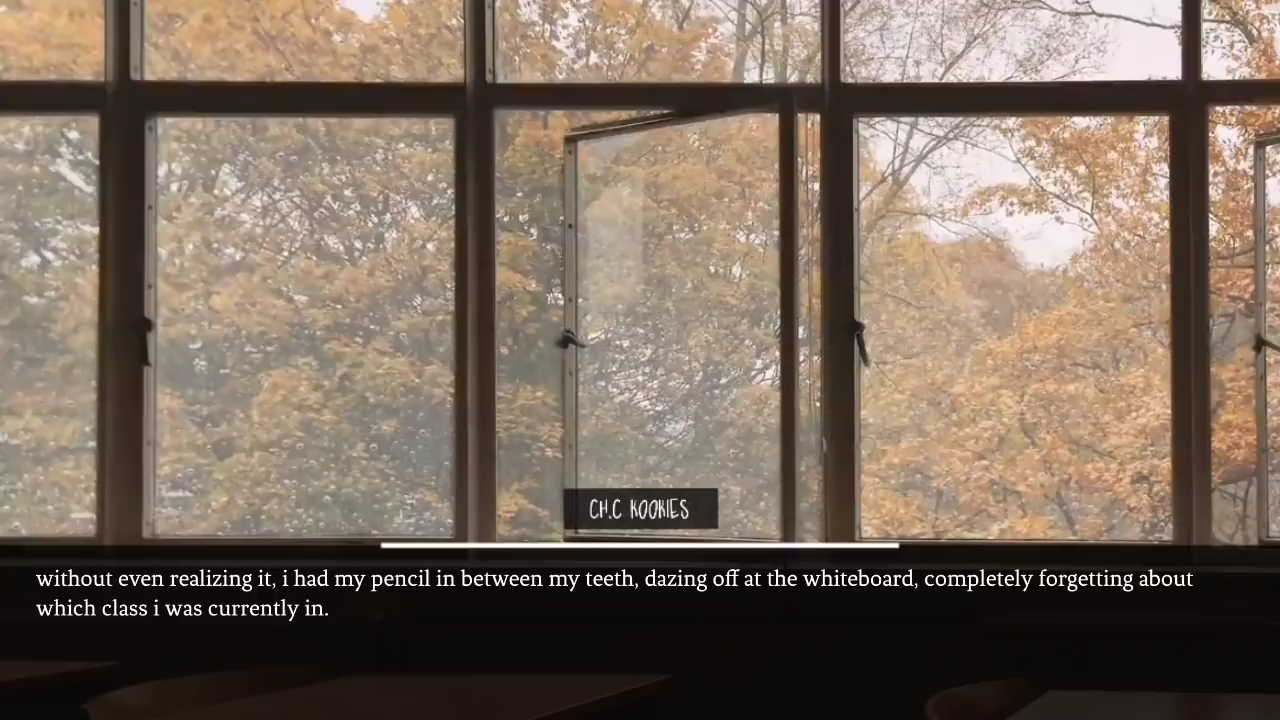 CH.C KOOKIES
without even realizing it, i had my pencil in between my teeth, dazing off at the whiteboard, completely forgetting about
which class i was currently in.